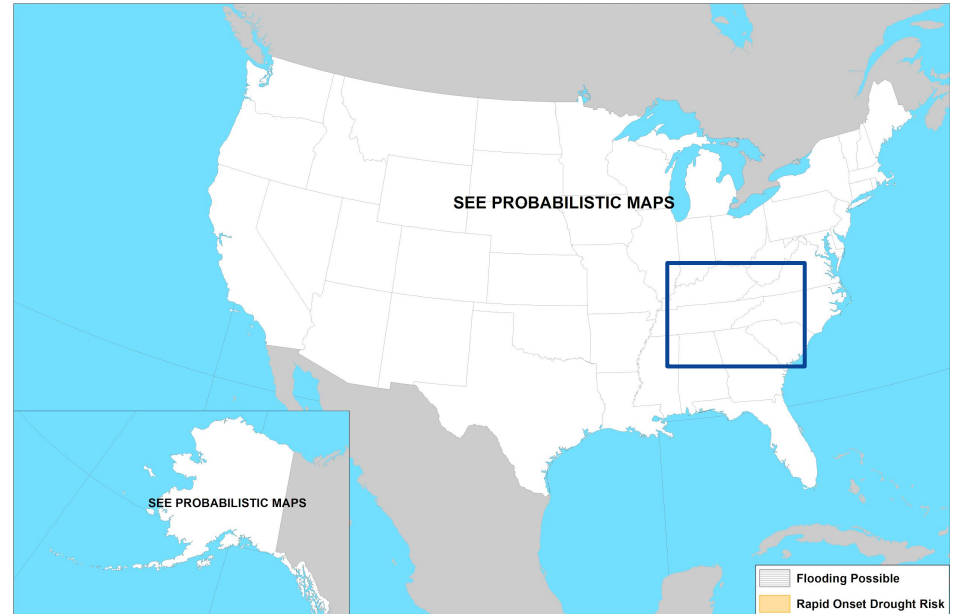 SEE PROBABILISTIC MAPS
SEE PROBABILISTIC MAPS
Flooding Possible
Rapid Onset Drought Risk